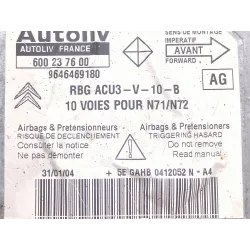 Autoliv
AUTOLIV FRANCE
600 23 76 00
9646469180
MONTAGE
IMPERATIF
AVANT
FORWARD
AG
RBG ACU3-V-10-B
10 VOIES POUR N71/N72
Airbags & Pretensionneurs
RISQUE DE DECLENCHEMENT
Consulter la notice
Ne pas démonter
Airbags & Pretensioners
TRIGGERING HAZARD
Do not Remove
Read manual
31/01/04
+ 5E GAHB 0412052 N - A4